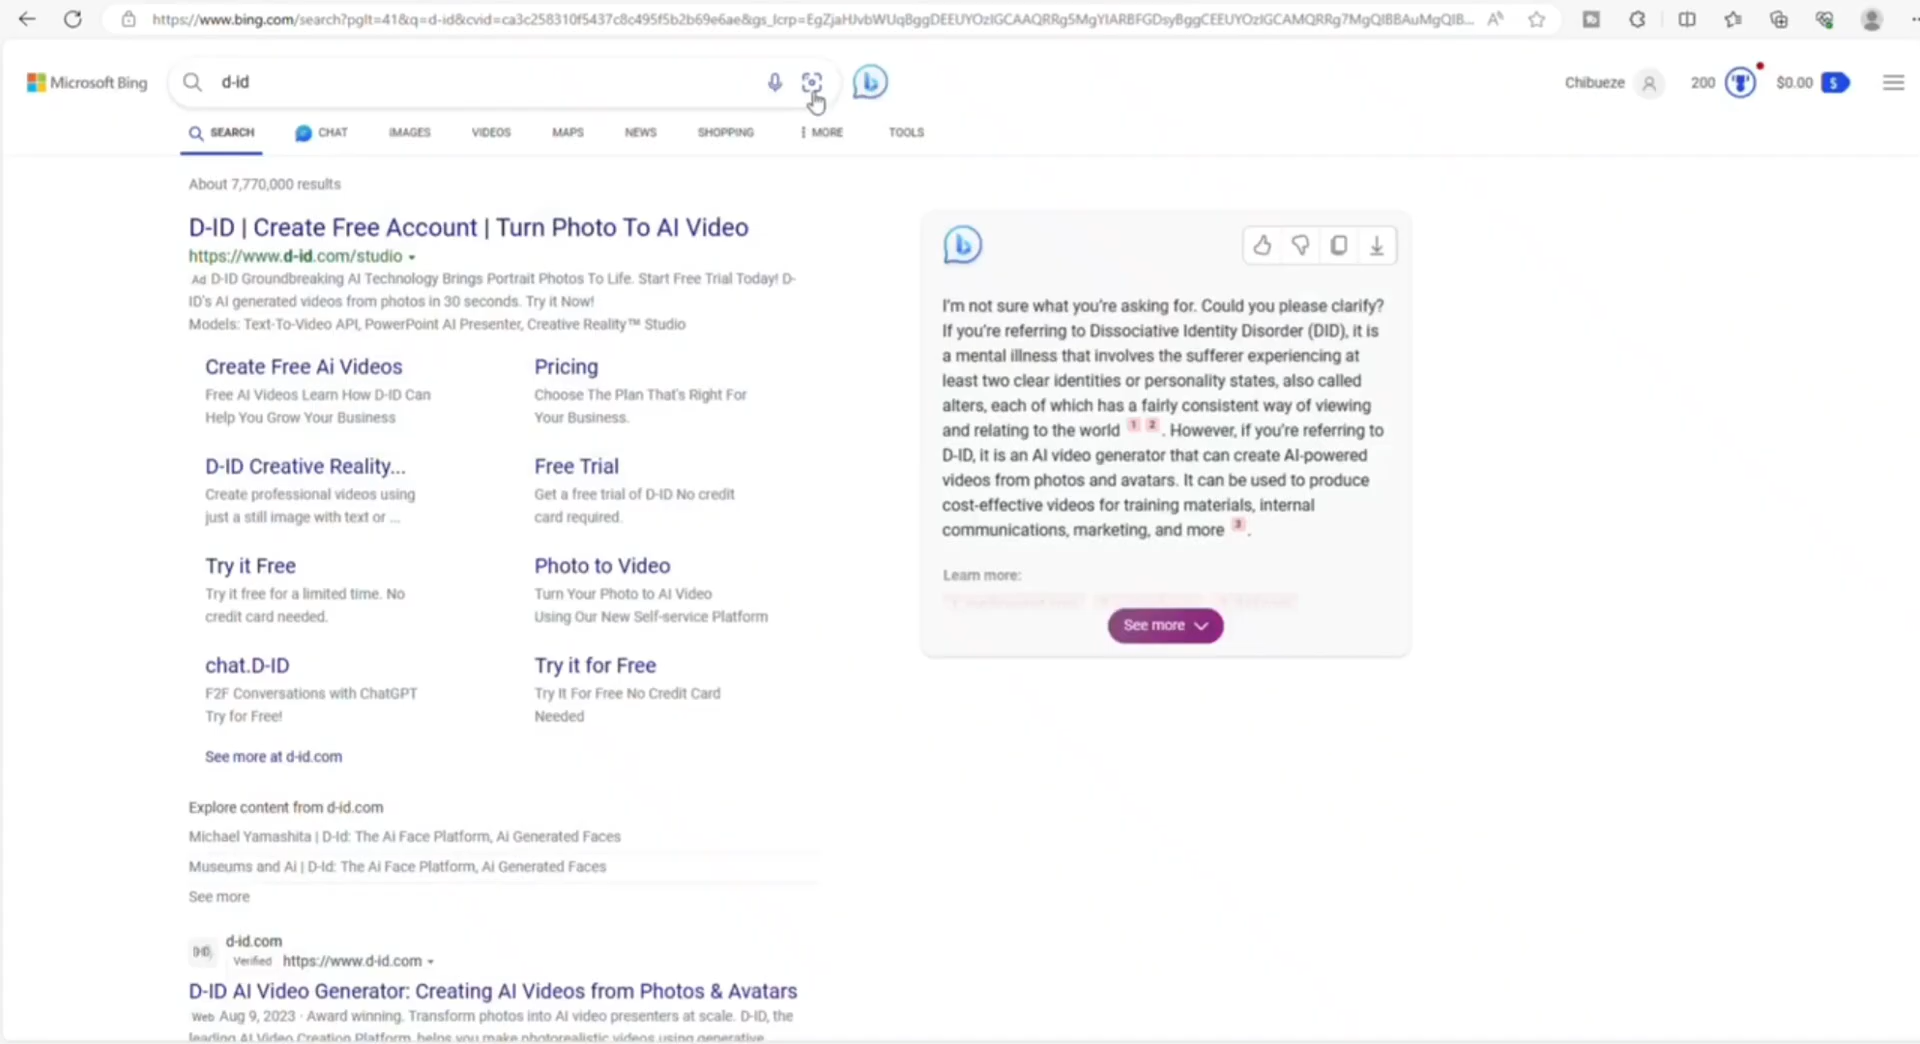 https://www.bing.com/search?pglt=41&q=d-id&cvid=ca3c258310f5437c8c495f5b2b69e6ae&gs_lcrp=EgZjaHJvbWUqBggDEEUYOzIGCAAQRRg5MgYIARBFGDsyBggCEEUYOzIGCAMQRRg7MgQIBBAuMgQIB...
Microsoft Bing
d-id
Chibueze
200
$0.00
SEARCH CHAT IMAGES VIDEOS MAPS NEWS SHOPPING MORE TOOLS
About 7,770,000 results
D-ID | Create Free Account | Turn Photo To AI Video
https://www.d-id.com/studio
Ad D-ID Groundbreaking AI Technology Brings Portrait Photos To Life. Start Free Trial Today! D-
ID's AI generated videos from photos in 30 seconds. Try it Now!
Models: Text-To-Video API, PowerPoint AI Presenter, Creative Reality™ Studio
Create Free Ai Videos
Free AI Videos Learn How D-ID Can
Help You Grow Your Business
Pricing
Choose The Plan That's Right For
Your Business.
D-ID Creative Reality...
Create professional videos using
just a still image with text or ...
Free Trial
Get a free trial of D-ID No credit
card required.
Try it Free
Try it free for a limited time. No
credit card needed.
Photo to Video
Turn Your Photo to AI Video
Using Our New Self-service Platform
chat.D-ID
F2F Conversations with ChatGPT
Try for Free!
Try it for Free
Try It For Free No Credit Card
Needed
See more at d-id.com
Explore content from d-id.com
Michael Yamashita | D-Id: The Ai Face Platform, Ai Generated Faces
Museums and Ai | D-Id: The Ai Face Platform, Ai Generated Faces
See more
d-id.com
Verified https://www.d-id.com
D-ID AI Video Generator: Creating AI Videos from Photos & Avatars
Web Aug 9, 2023 · Award winning. Transform photos into AI video presenters at scale. D-ID, the
leading AI Video Creation Platform, helps you make photorealistic videos using generative
I'm not sure what you're asking for. Could you please clarify?
If you're referring to Dissociative Identity Disorder (DID), it is
a mental illness that involves the sufferer experiencing at
least two clear identities or personality states, also called
alters, each of which has a fairly consistent way of viewing
and relating to the world 1 2 . However, if you're referring to
D-ID, it is an AI video generator that can create AI-powered
videos from photos and avatars. It can be used to produce
cost-effective videos for training materials, internal
communications, marketing, and more 3 .
Learn more:
See more